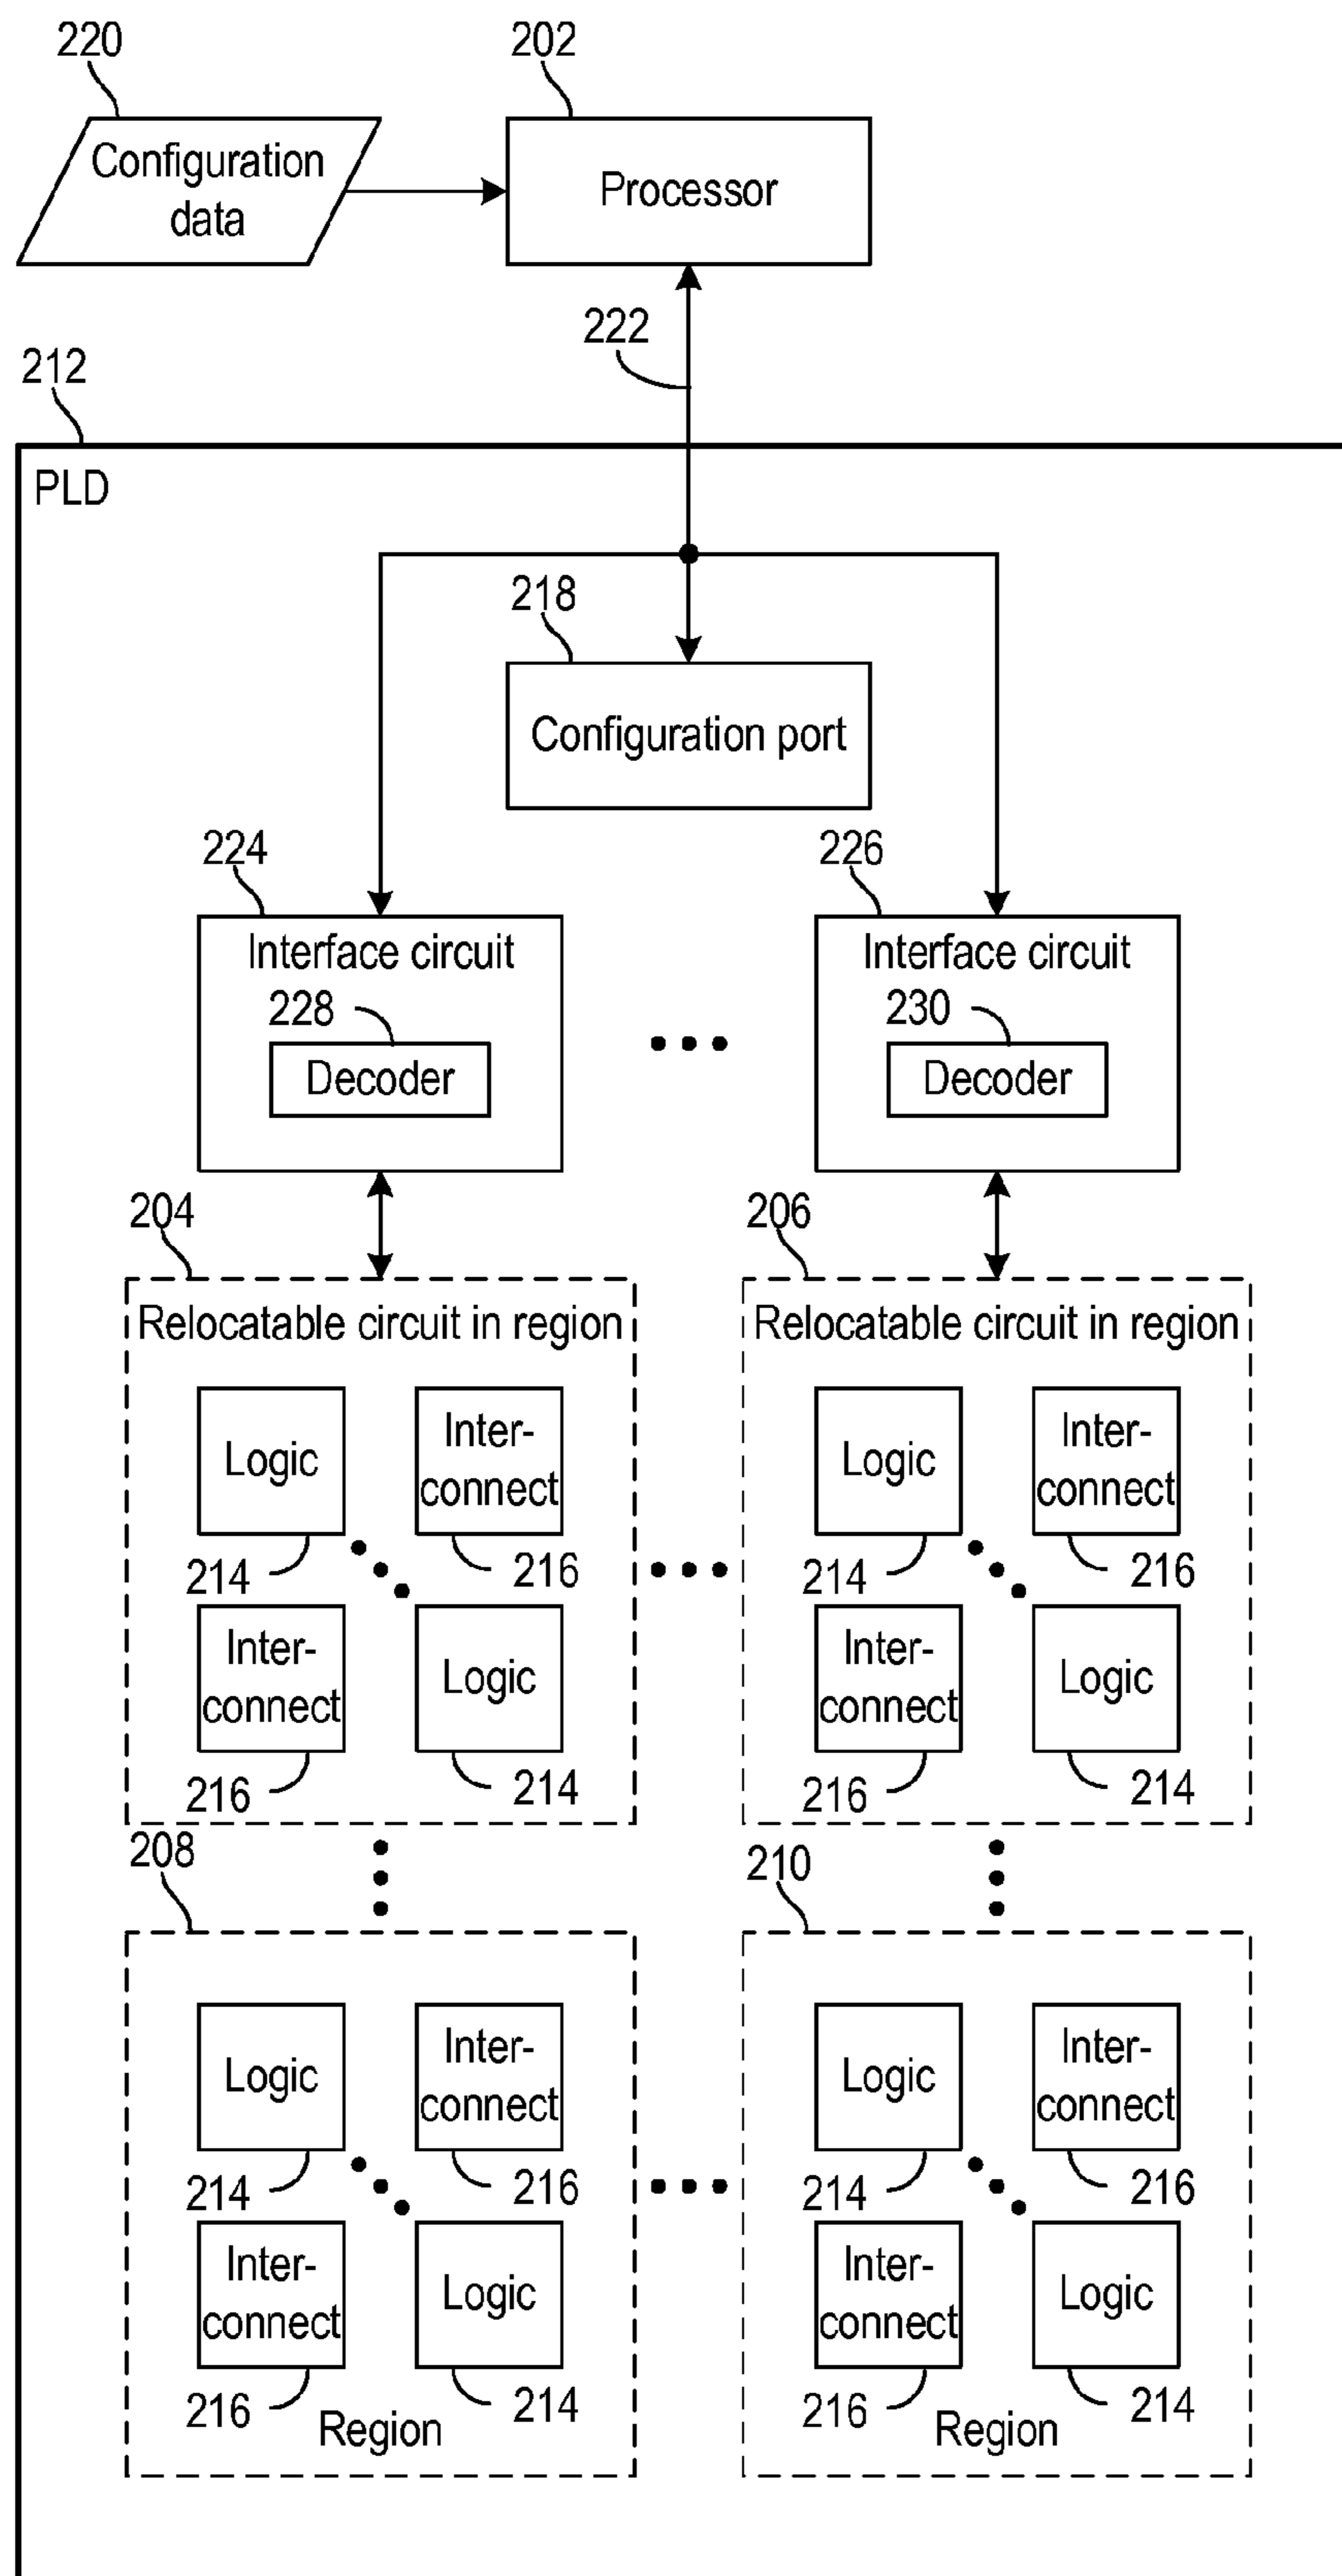 220
202
Configuration
data
Processor
222
212
PLD
218
Configuration port
224
226
Interface circuit
Interface circuit
228
230
Decoder
Decoder
204
206
Relocatable circuit in region
Relocatable circuit in region
Logic
Inter-
connect
Logic
Inter-
connect
214
216
214
216
Inter-
connect
Logic
Inter-
connect
Logic
216
214
216
214
208
210
Logic
Inter-
connect
Logic
Inter-
connect
214
216
214
216
Inter-
connect
Logic
Inter-
connect
Logic
216
214
216
214
Region
Region